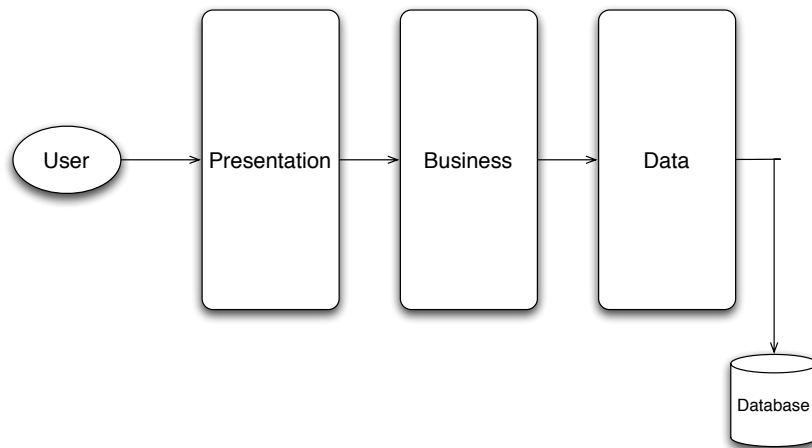 User
Presentation
Business
Data
Database